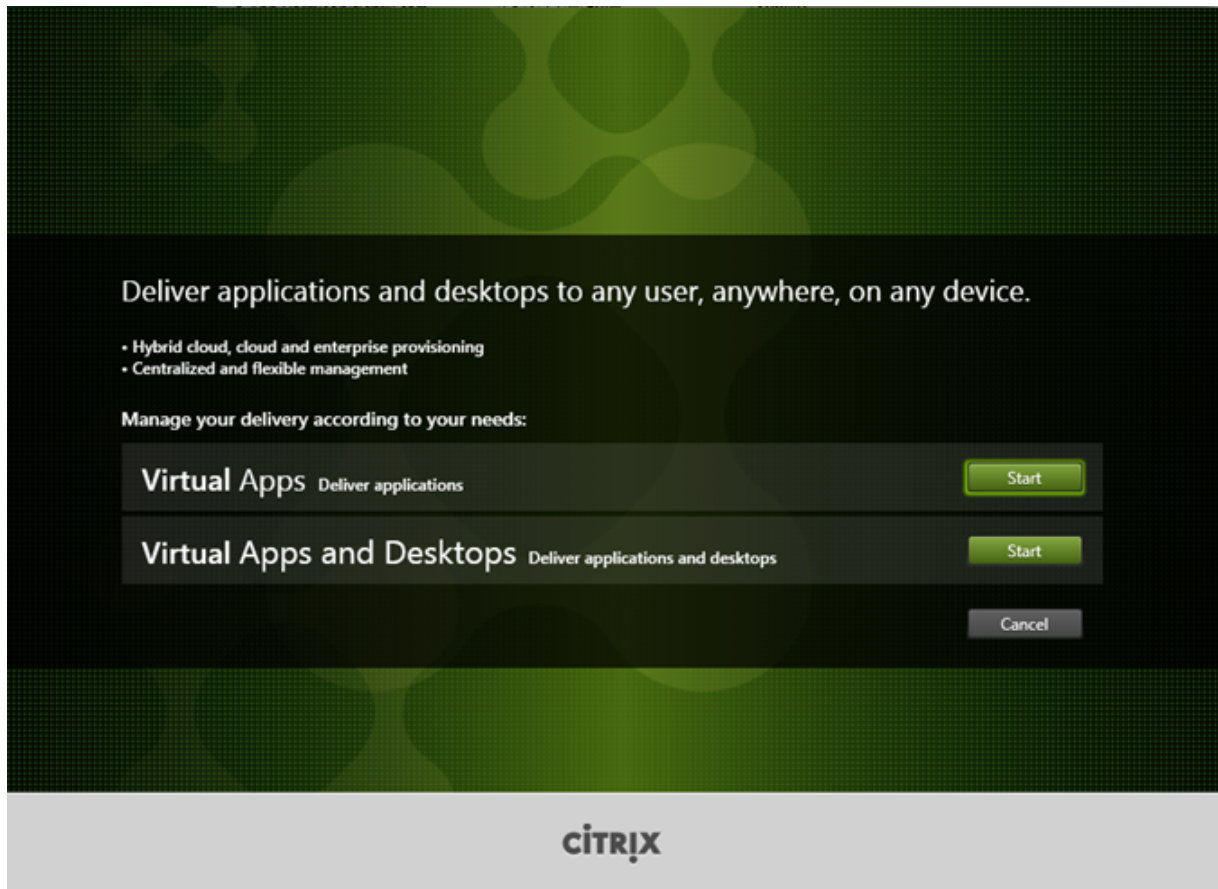 Deliver applications and desktops to any user, anywhere, on any device.
• Hybrid cloud, cloud and enterprise provisioning
• Centralized and flexible management
Manage your delivery according to your needs:
Virtual Apps Deliver applications
Start
Virtual Apps and Desktops Deliver applications and desktops
Start
Cancel
CİTRỊX